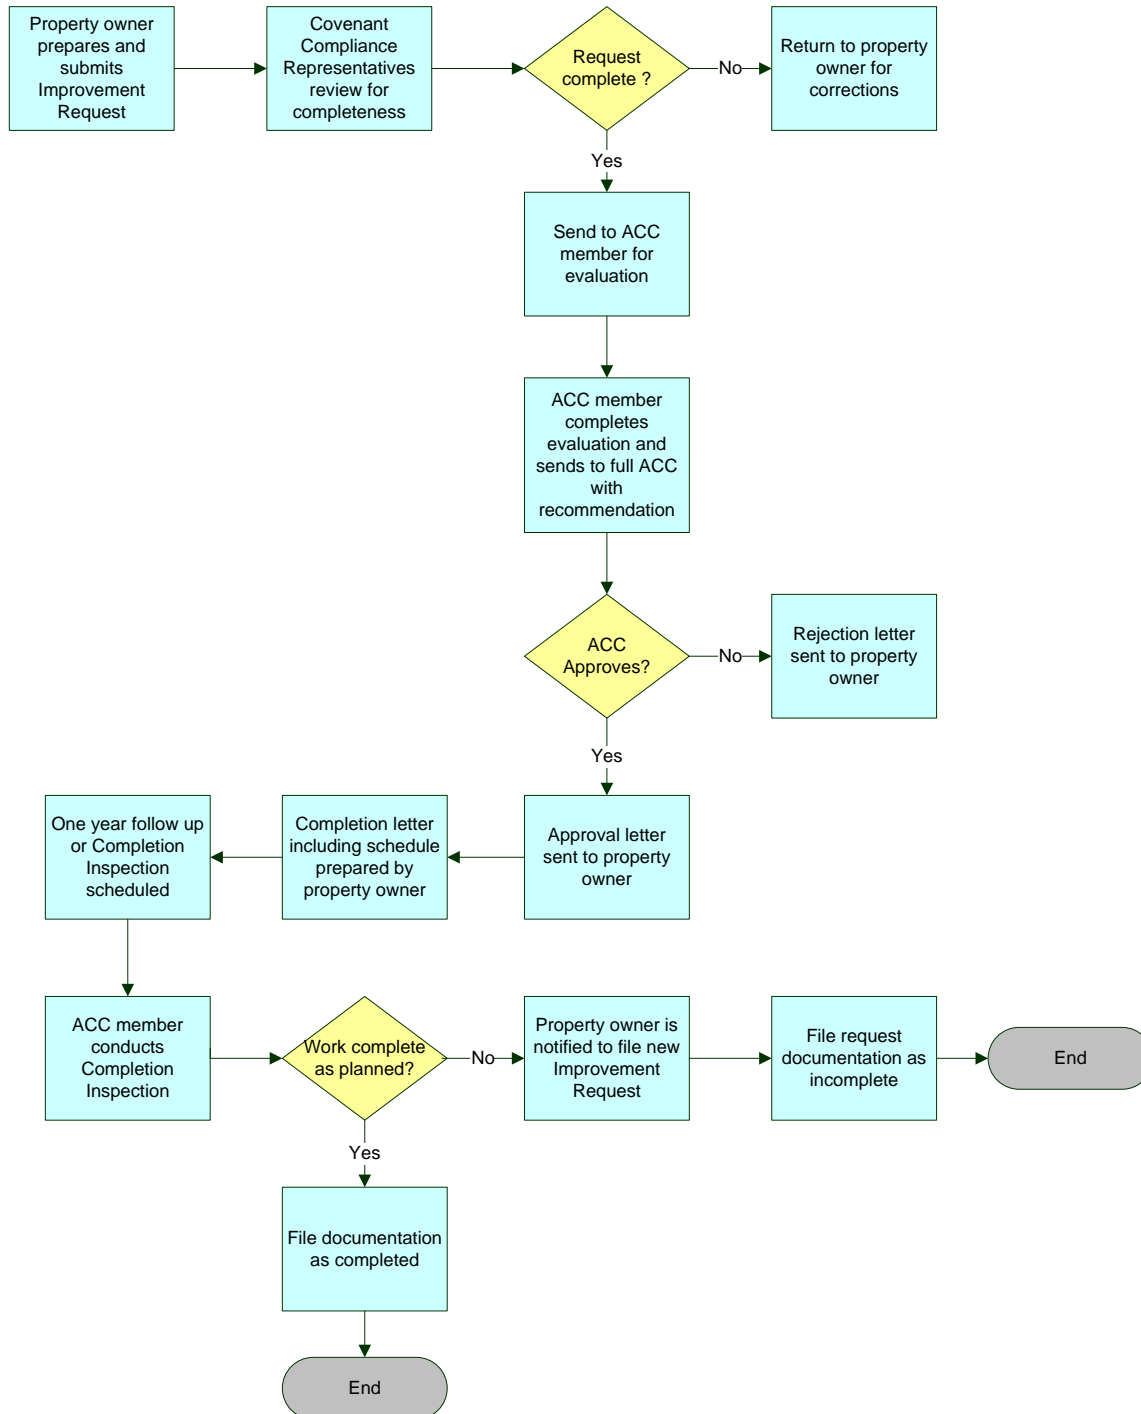 Property owner
prepares and
submits
Improvement
Request
Covenant
Compliance
Representatives
review for
completeness
Request
complete ?
No
Return to property
owner for
corrections
Yes
Send to ACC
member for
evaluation
ACC member
completes
evaluation and
sends to full ACC
with
recommendation
ACC
Approves?
No
Rejection letter
sent to property
owner
Yes
One year follow up
or Completion
Inspection
scheduled
Completion letter
including schedule
prepared by
property owner
Approval letter
sent to property
owner
ACC member
conducts
Completion
Inspection
Work complete
as planned?
No
Property owner is
notified to file new
Improvement
Request
File request
documentation as
incomplete
End
Yes
File documentation
as completed
End